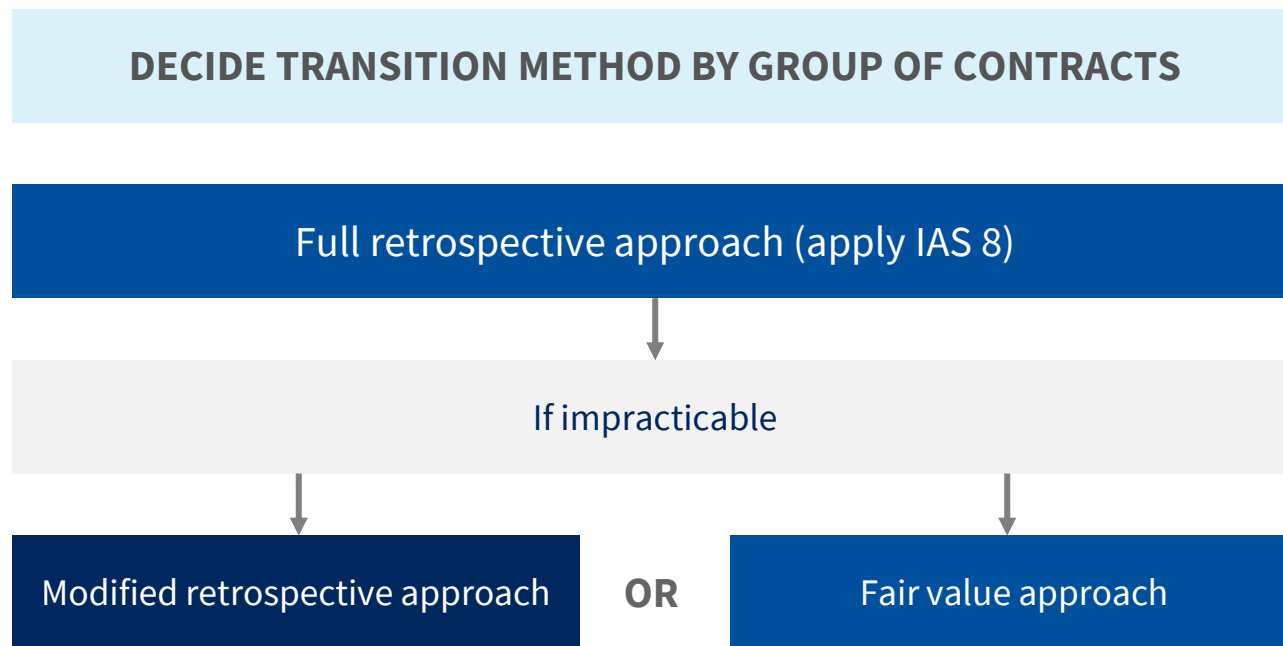 DECIDE TRANSITION METHOD BY GROUP OF CONTRACTS
Full retrospective approach (apply IAS 8)
If impracticable
Modified retrospective approach
OR
Fair value approach